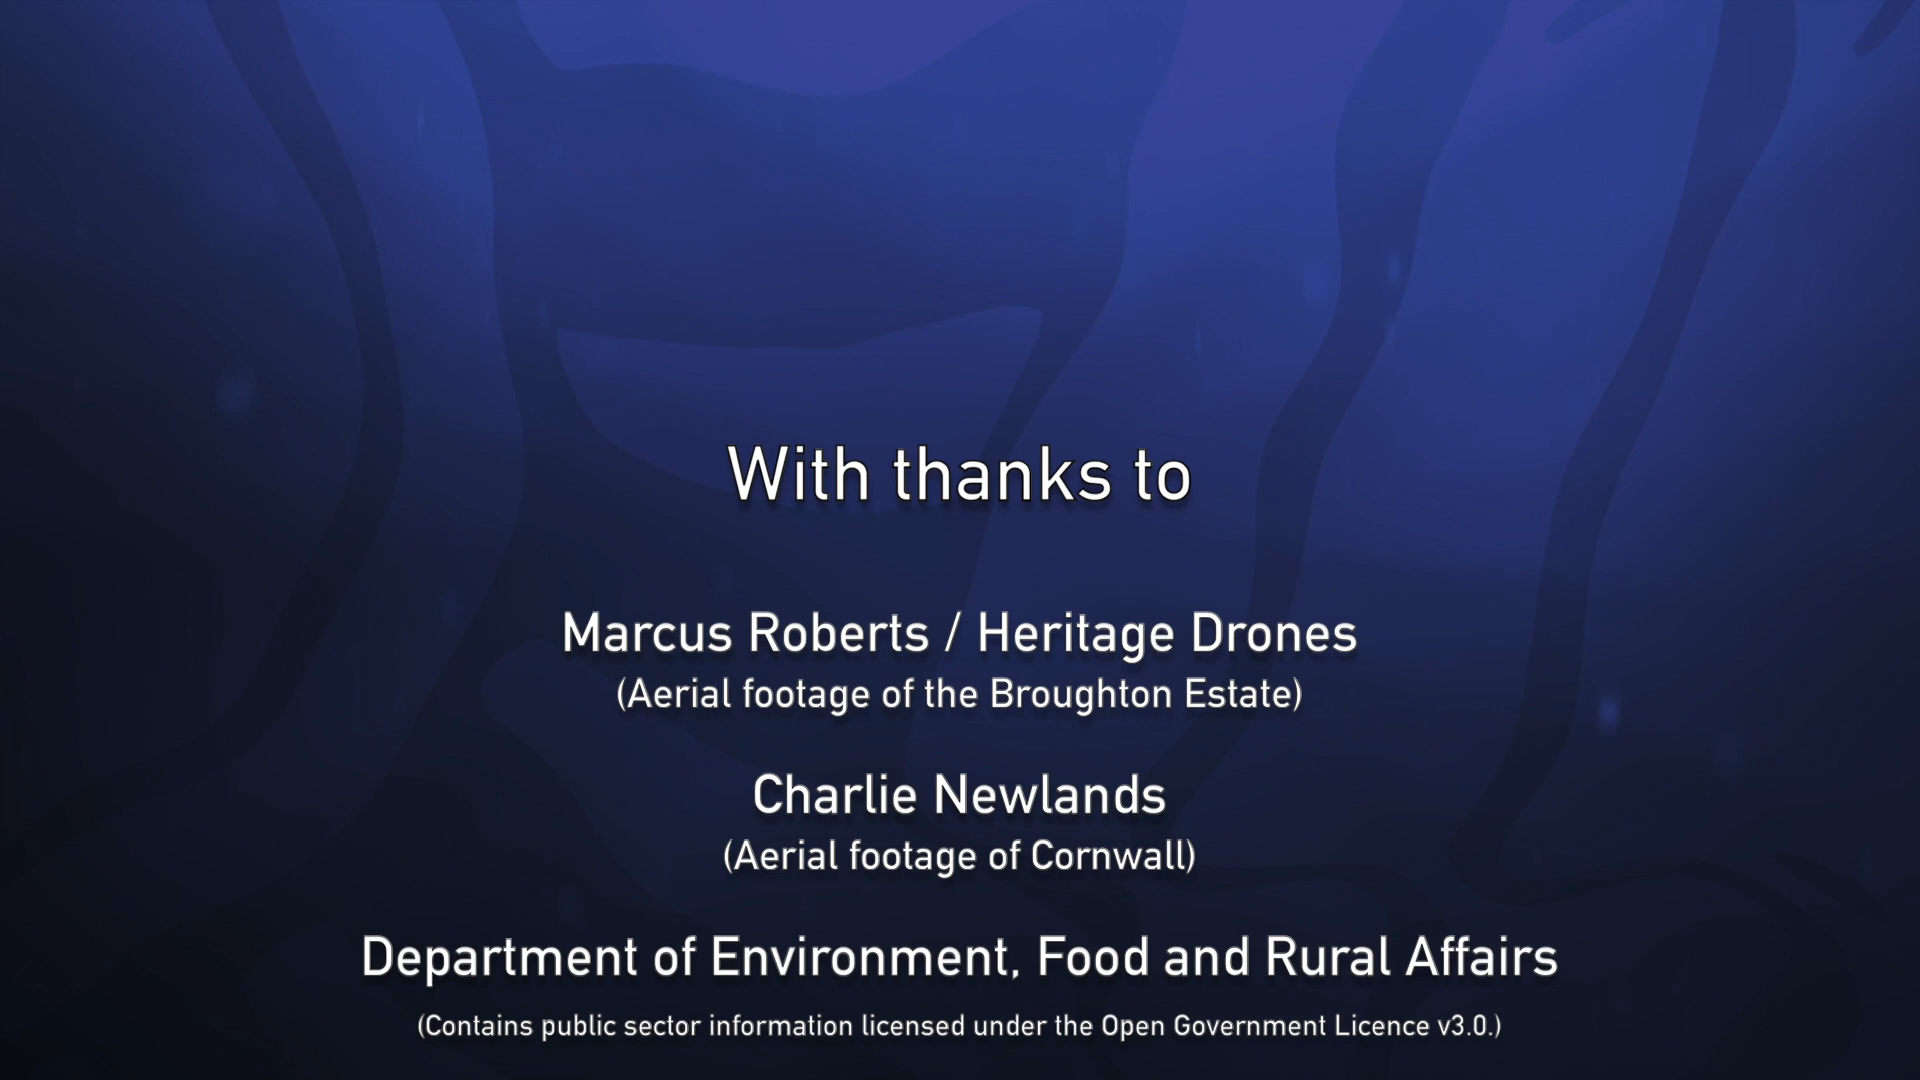 With thanks to
Marcus Roberts / Heritage Drones
(Aerial footage of the Broughton Estate)
Charlie Newlands
(Aerial footage of Cornwall)
Department of Environment, Food and Rural Affairs
(Contains public sector information licensed under the Open Government Licence v3.0.)